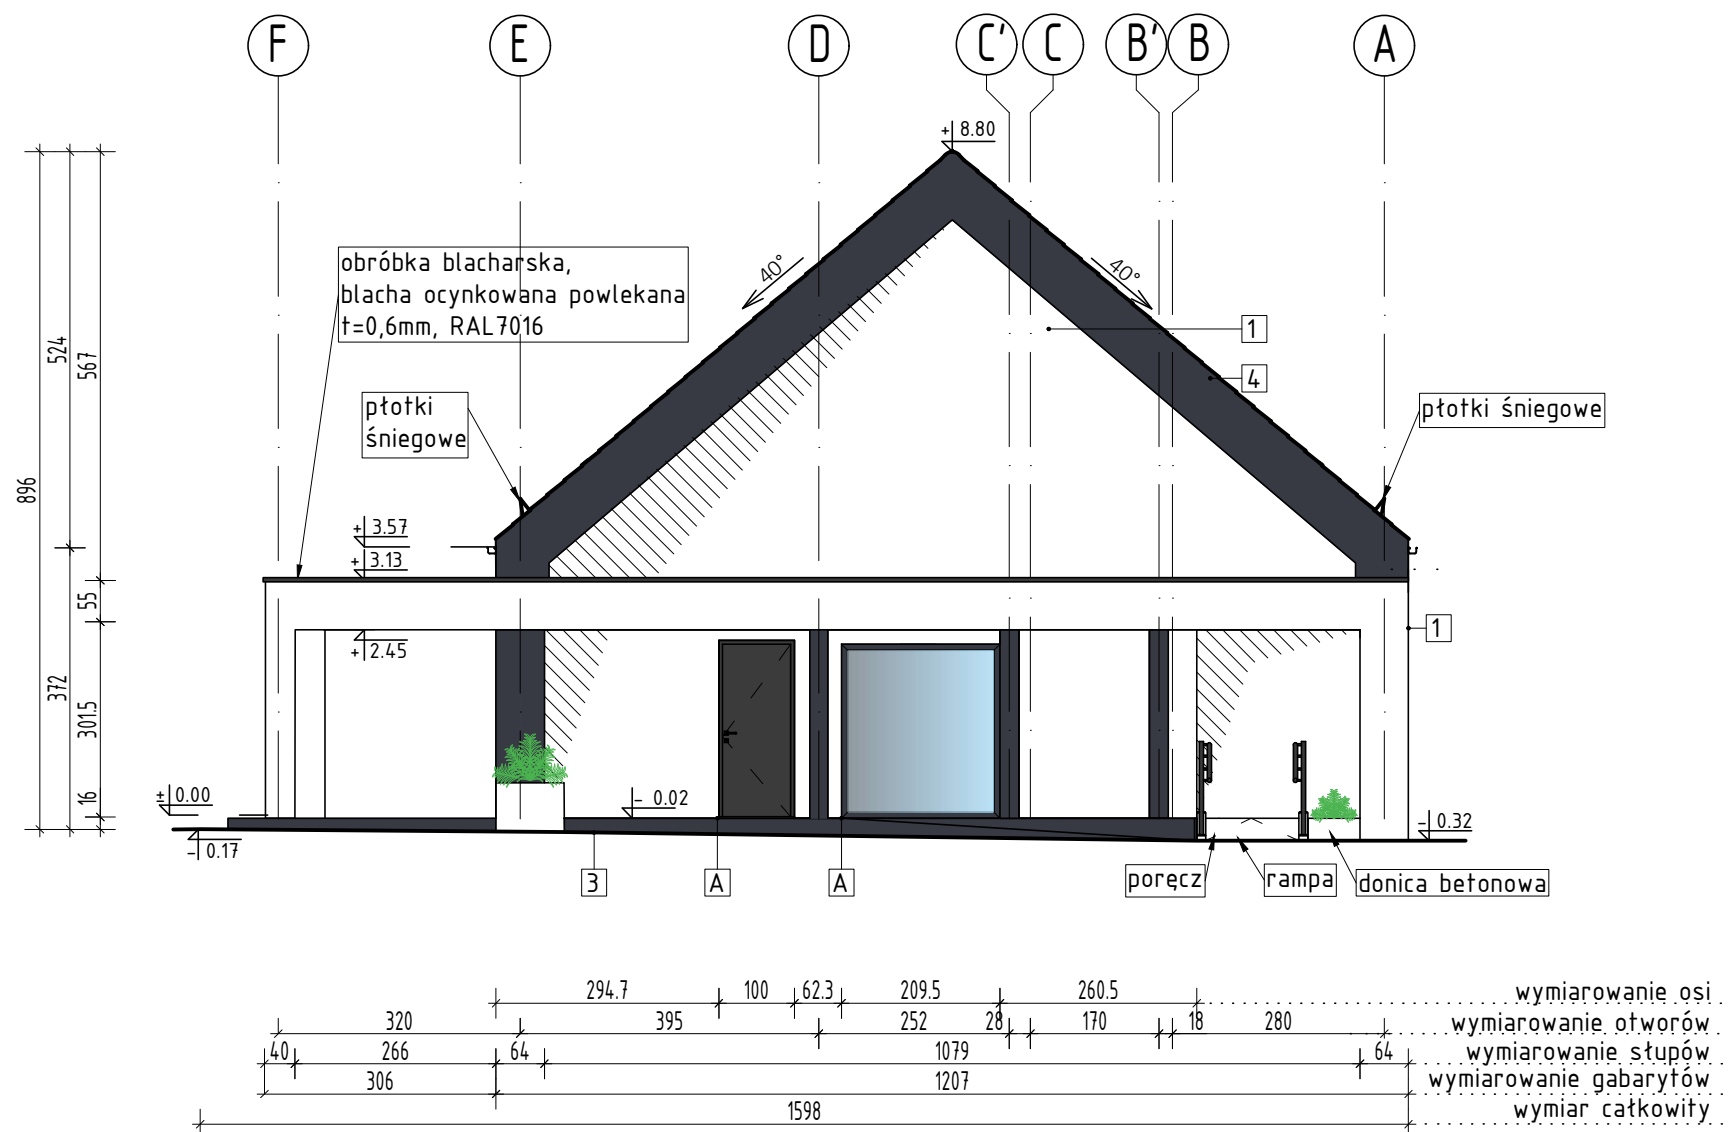 F E D C' C B' B A
+ 8.80
40° 40°
obróbka blacharska,
blacha ocynkowana powlekana
t=0,6mm, RAL7016
1
4
płotki
śniegowe
płotki śniegowe
524
567
896
+ 3.57
+ 3.13
55
1
+ 2.45
372
301.5
16
± 0.00
- 0.02
- 0.32
- 0.17
3 A A
poręcz rampa donica betonowa
294.7 100 62.3 209.5 260.5 wymiarowanie osi
320 395 252 28 170 18 280 wymiarowanie otworów
40 266 64 1079 64 wymiarowanie słupów
306 1207 wymiarowanie gabarytów
1598 wymiar całkowity